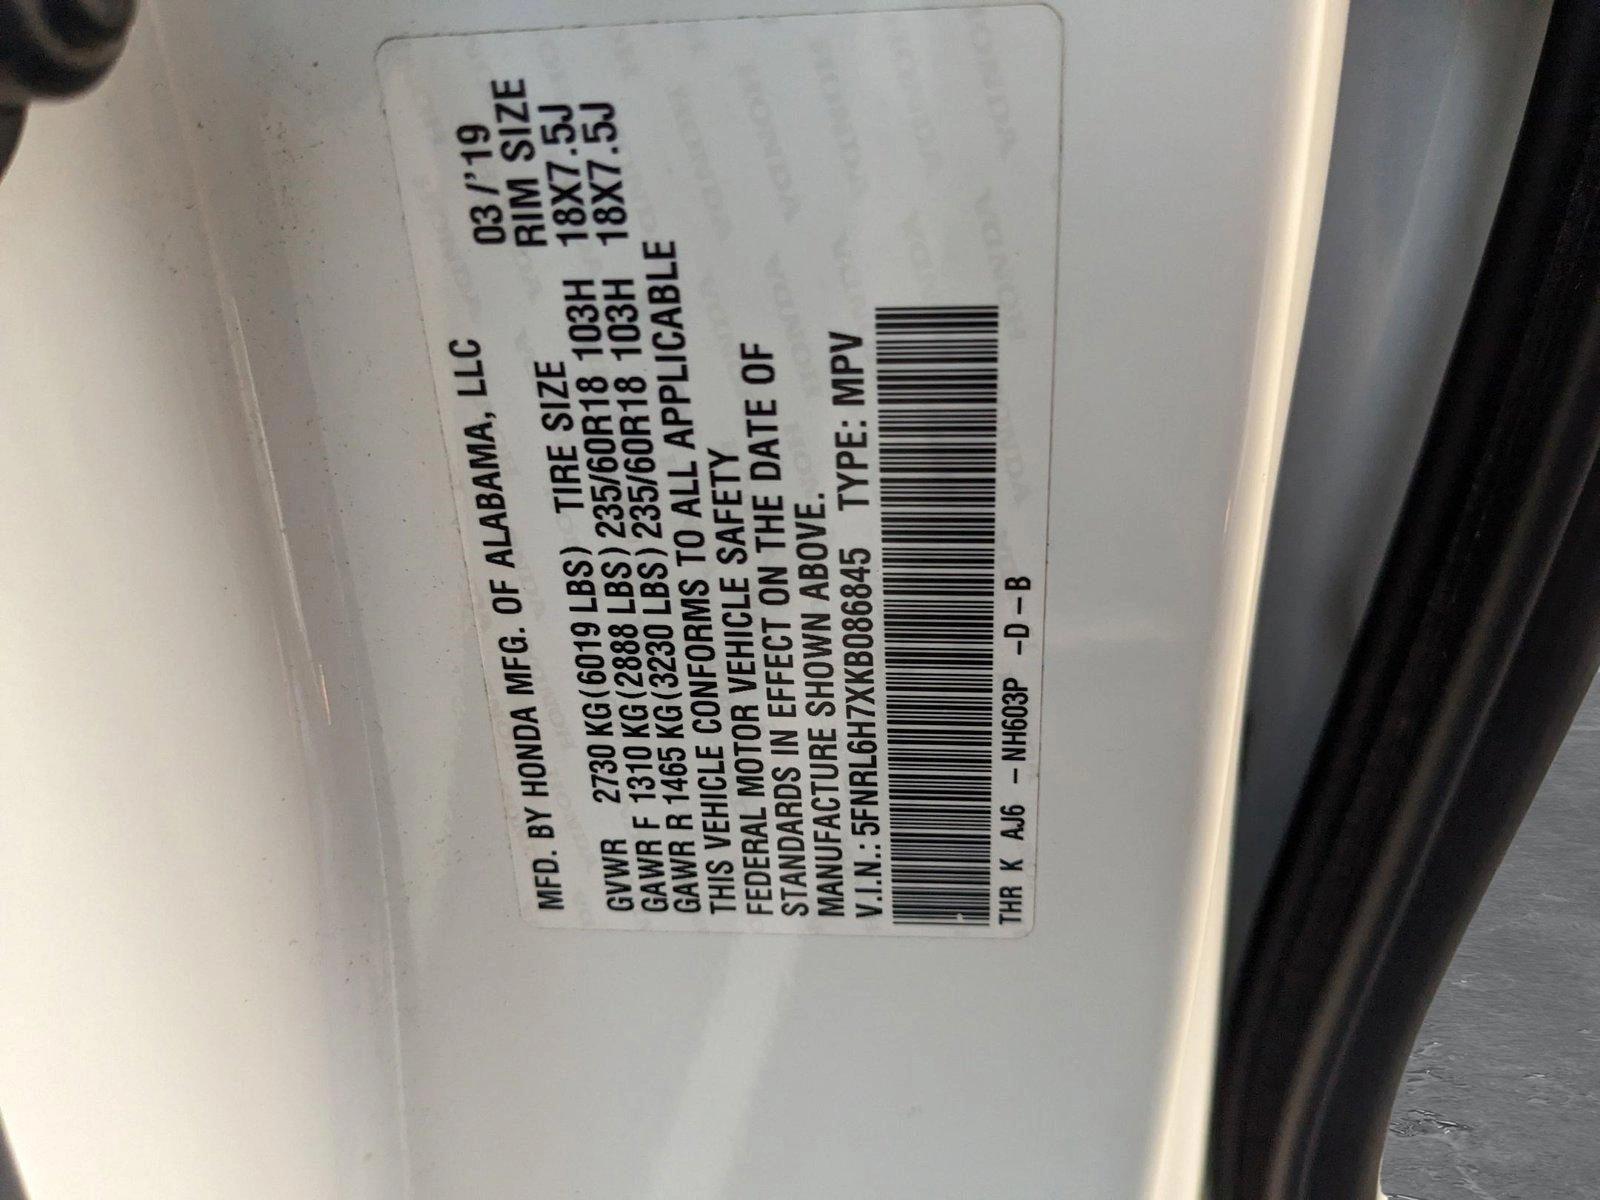 MFD. BY HONDA MFG. OF ALABAMA, LLC 03/'19
TIRE SIZE RIM SIZE
GVWR 2730 KG(6019 LBS)
GAWR F 1310 KG(2888 LBS) 235/60R18 103H 18X7.5J
GAWR R 1465 KG(3230 LBS) 235/60R18 103H 18X7.5J
THIS VEHICLE CONFORMS TO ALL APPLICABLE
FEDERAL MOTOR VEHICLE SAFETY
STANDARDS IN EFFECT ON THE DATE OF
MANUFACTURE SHOWN ABOVE.
V.I.N.: 5FNRL6H7XKB086845 TYPE: MPV
THR K AJ6 -NH603P -D-B